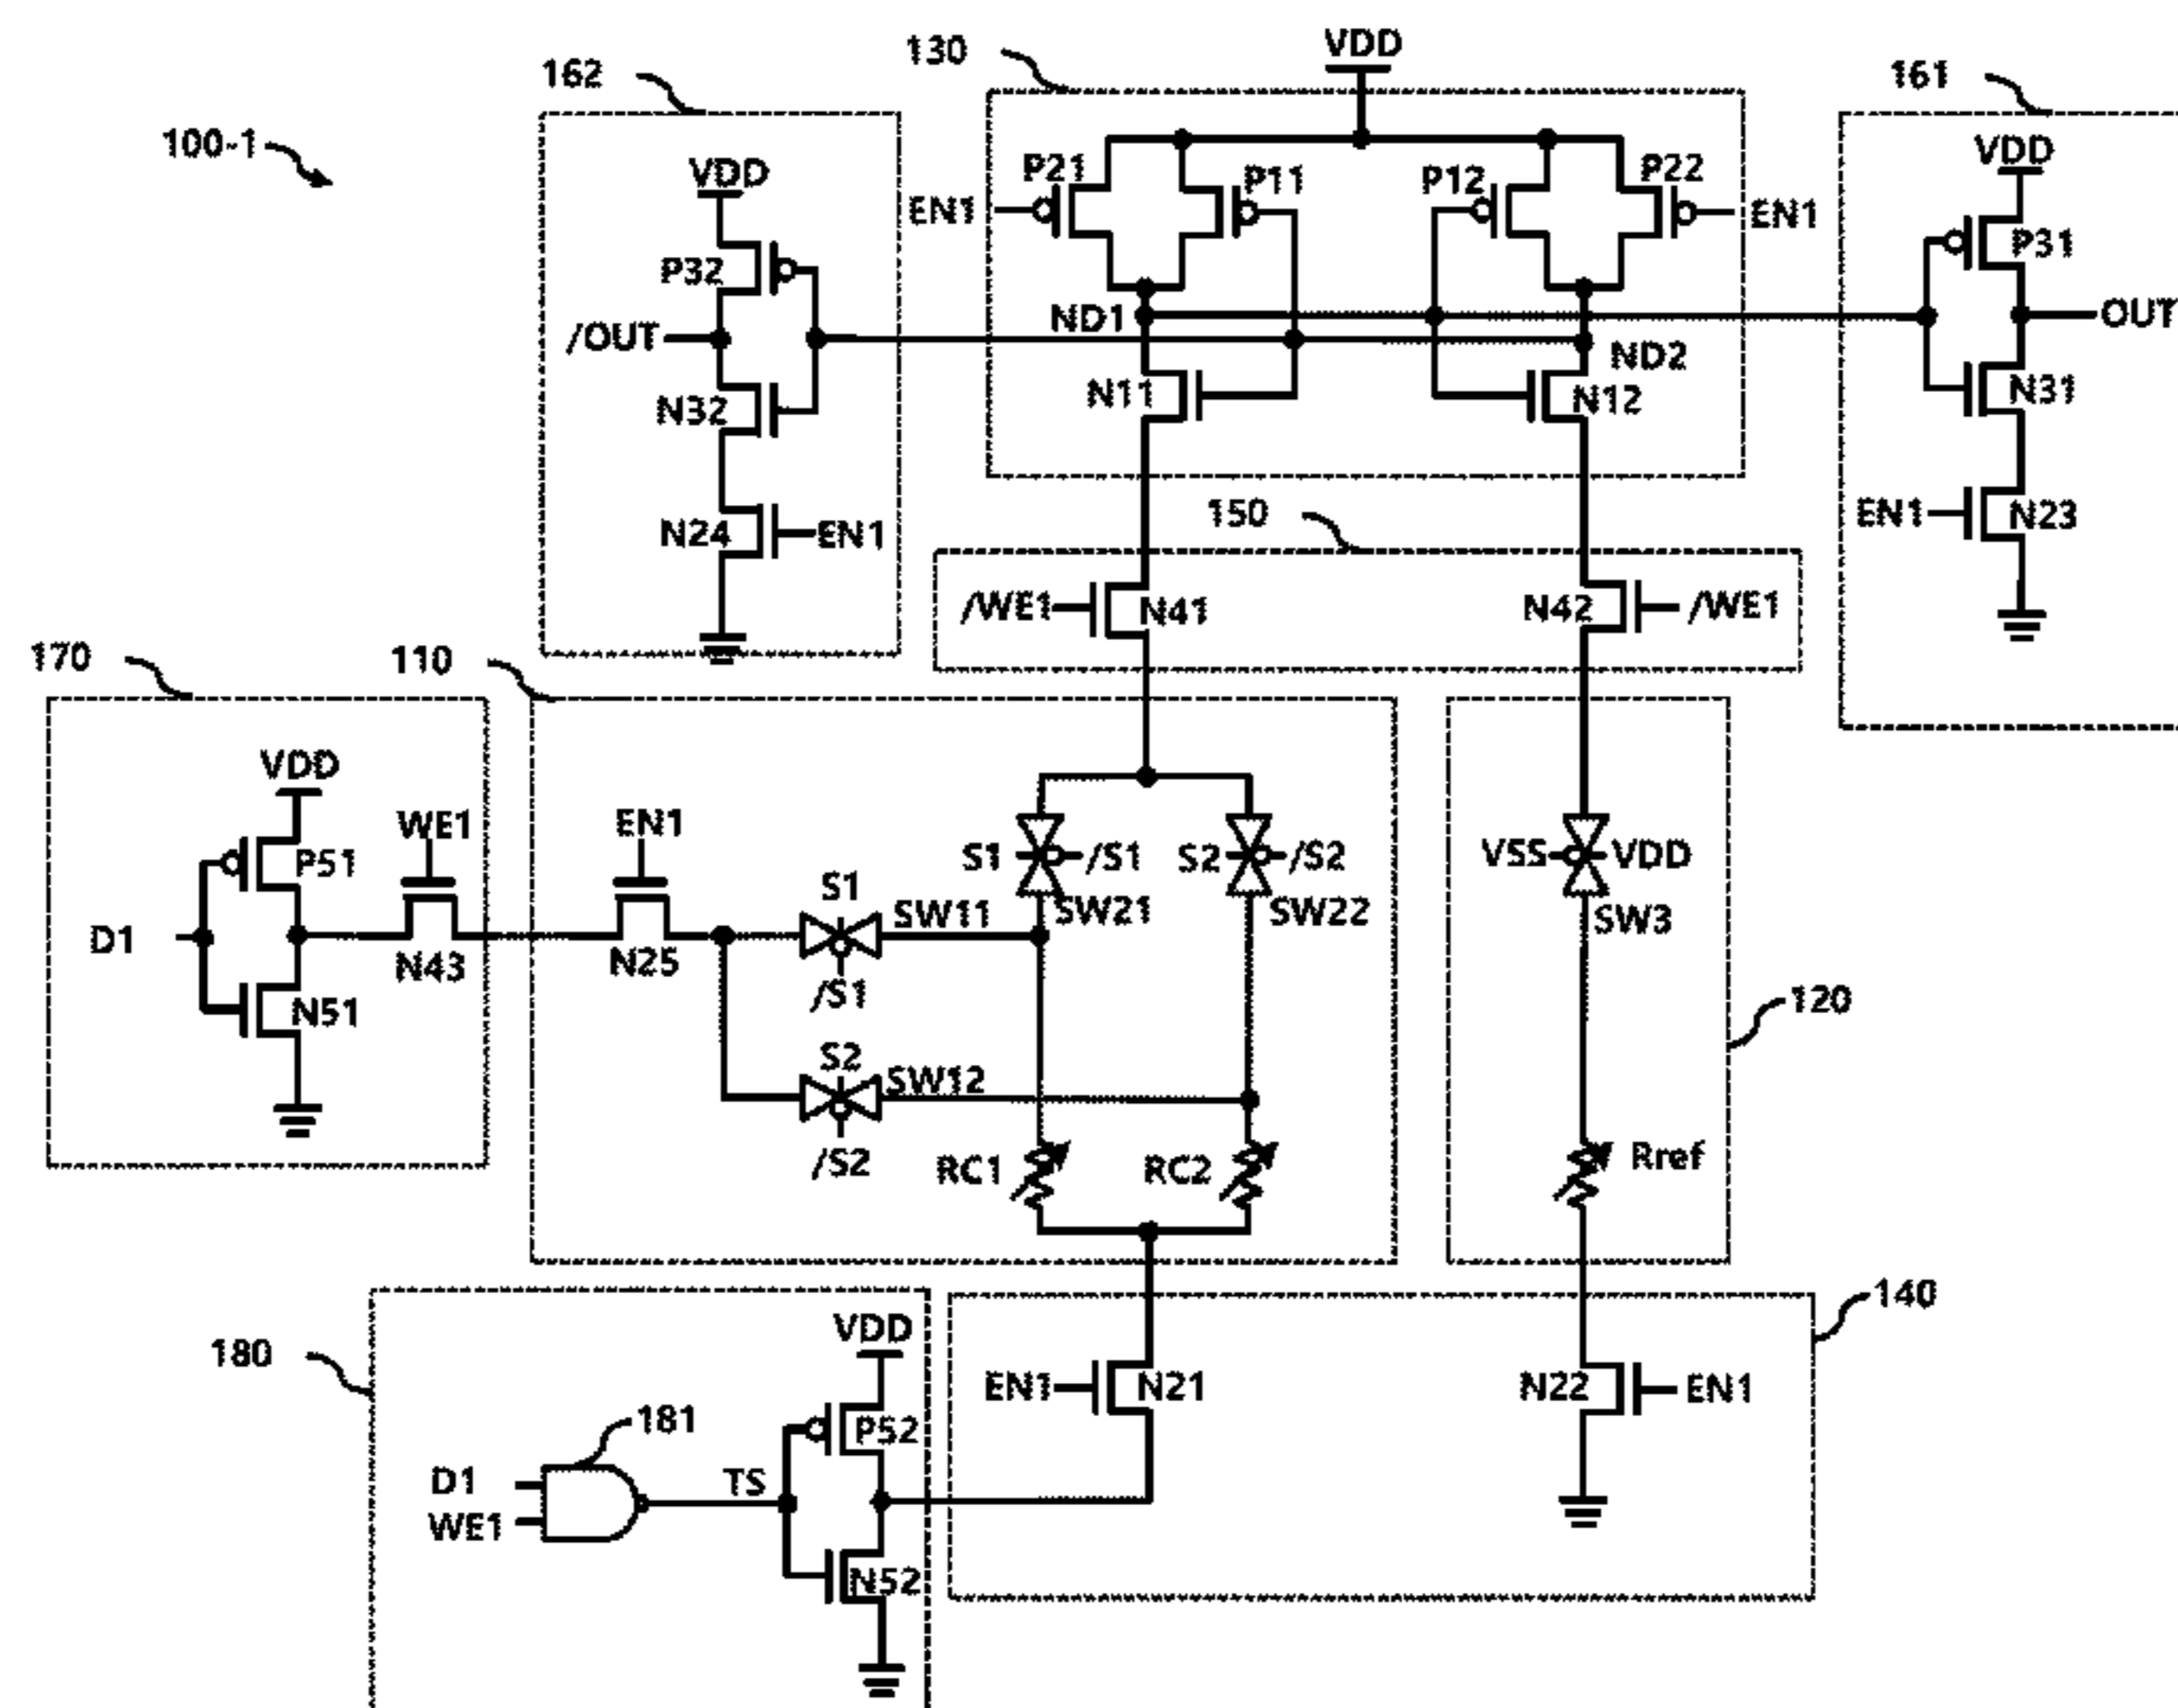 130
VDD
162
161
100-1
VDD
P21
P11
P12
P22
VDD
EN1
EN1
P32
P31
/OUT
ND1
ND2
OUT
N32
N11
N12
N31
N24
EN1
150
EN1
N23
/WE1
N41
N42
/WE1
170
110
VDD
WE1
EN1
P51
S1
/S1
S2
/S2
VSS
VDD
S1
SW11
SW21
SW22
SW3
D1
N43
N25
/S1
N51
120
S2
SW12
/S2
RC1
RC2
Rref
140
180
VDD
EN1
N21
N22
EN1
181
P52
D1
TS
WE1
N52